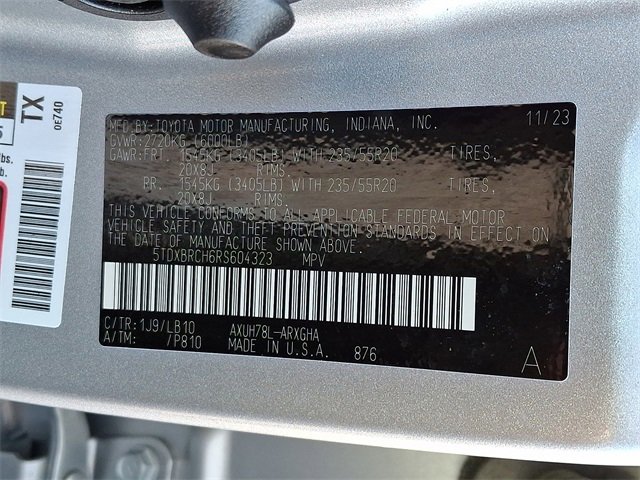 MFD BY:TOYOTA MOTOR MANUFACTURING, INDIANA, INC. 11/23
GVWR:2720KG (6000LB)
GAWR:FRT. 1545KG (3405LB) WITH 235/55R20 TIRES,
20X8J RIMS,
RR. 1545KG (3405LB) WITH 235/55R20 TIRES,
20X8J RIMS,
THIS VEHICLE CONFORMS TO ALL APPLICABLE FEDERAL MOTOR
VEHICLE SAFETY AND THEFT PREVENTION STANDARDS IN EFFECT ON
THE DATE OF MANUFACTURE SHOWN ABOVE.
5TDXBRCH6RS604323 MPV
C/TR:1J9/LB10 AXUH78L-ARXGHA
A/TM: /P810 MADE IN U.S.A. 876 A
TX
0E740
lbs.